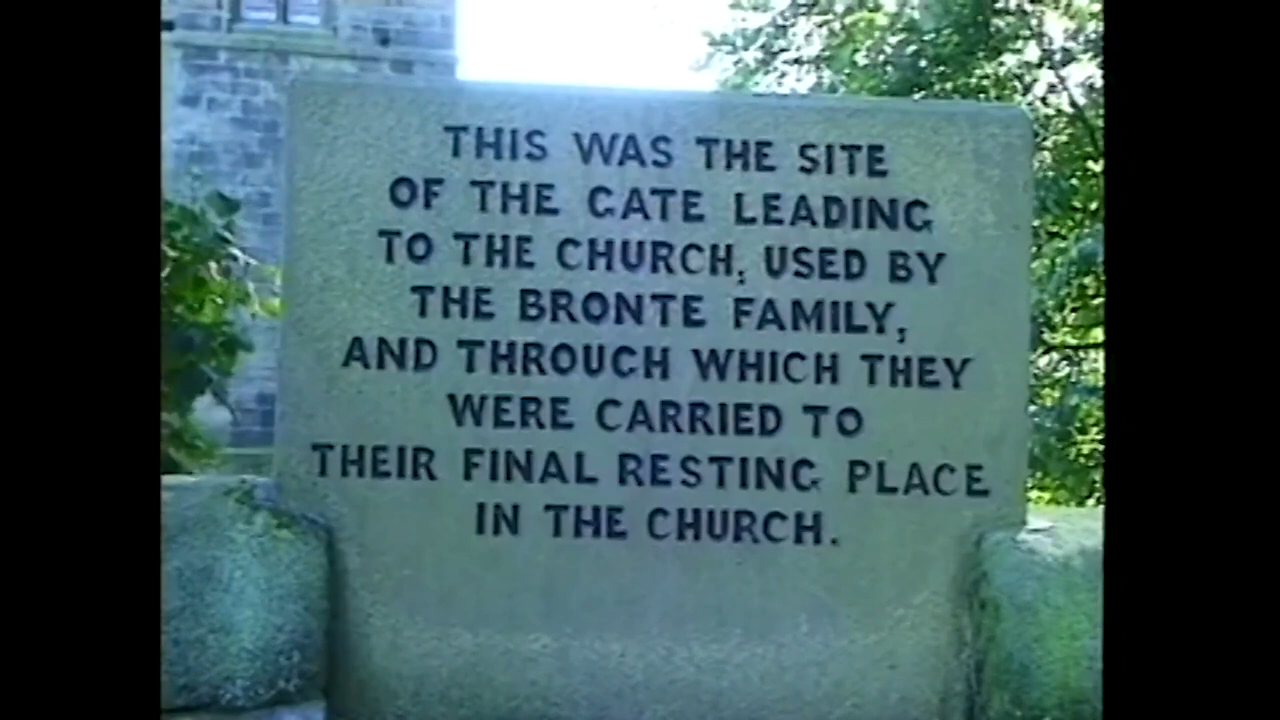 THIS WAS THE SITE
OF THE GATE LEADING
TO THE CHURCH, USED BY
THE BRONTE FAMILY,
AND THROUGH WHICH THEY
WERE CARRIED TO
THEIR FINAL RESTING PLACE
IN THE CHURCH.